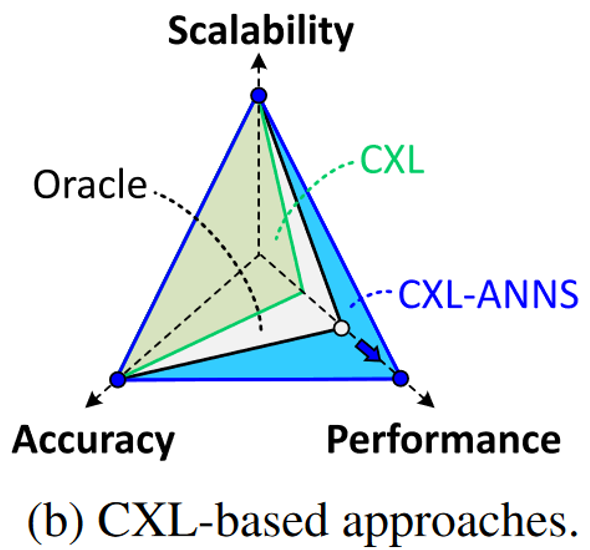 Scalability
CXL
Oracle
CXL-ANNS
Accuracy
Performance
(b) CXL-based approaches.